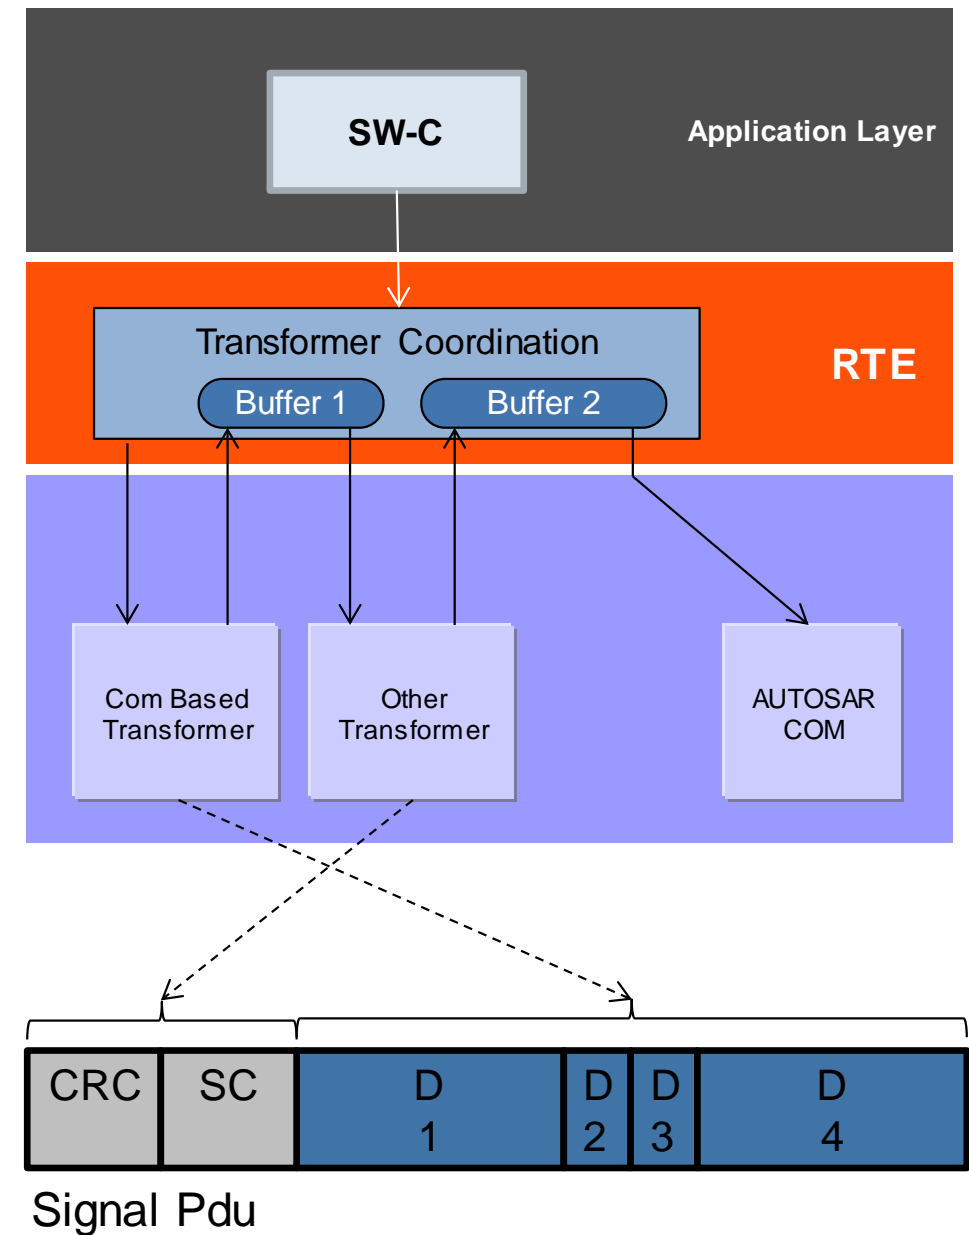 SW-C
Application Layer
Transformer Coordination
RTE
Buffer 1
Buffer 2
Com Based
Transformer
Other
Transformer
AUTOSAR
COM
CRC
SC
D
1
D
2
D
3
D
4
Signal Pdu